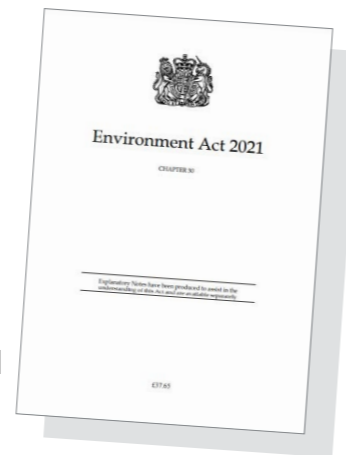 Environment Act 2021
CHAPTER 30
Explanatory Notes have been produced to assist in the
understanding of this Act and are available separately
£37.65